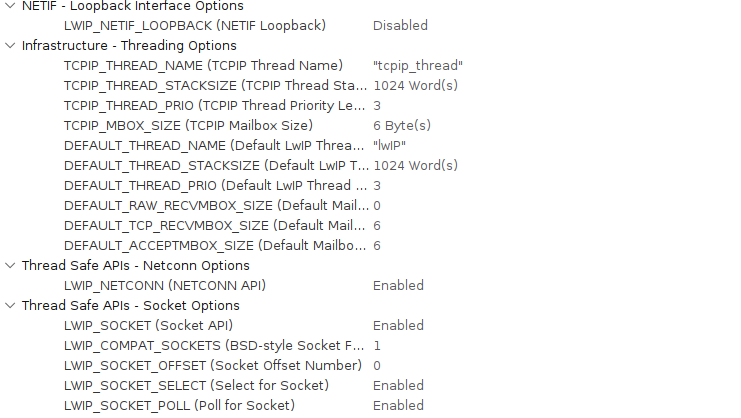 NETIF - Loopback Interface Options
LWIP_NETIF_LOOPBACK (NETIF Loopback) Disabled
Infrastructure - Threading Options
TCPIP_THREAD_NAME (TCPIP Thread Name) "tcpip_thread"
TCPIP_THREAD_STACKSIZE (TCPIP Thread Sta... 1024 Word(s)
TCPIP_THREAD_PRIO (TCPIP Thread Priority Le... 3
TCPIP_MBOX_SIZE (TCPIP Mailbox Size) 6 Byte(s)
DEFAULT_THREAD_NAME (Default LwIP Threa... "lwIP"
DEFAULT_THREAD_STACKSIZE (Default LwIP T... 1024 Word(s)
DEFAULT_THREAD_PRIO (Default LwIP Thread ... 3
DEFAULT_RAW_RECVMBOX_SIZE (Default Mail... 0
DEFAULT_TCP_RECVMBOX_SIZE (Default Mail... 6
DEFAULT_ACCEPTMBOX_SIZE (Default Mailbo... 6
Thread Safe APIs - Netconn Options
LWIP_NETCONN (NETCONN API) Enabled
Thread Safe APIs - Socket Options
LWIP_SOCKET (Socket API) Enabled
LWIP_COMPAT_SOCKETS (BSD-style Socket F... 1
LWIP_SOCKET_OFFSET (Socket Offset Number) 0
LWIP_SOCKET_SELECT (Select for Socket) Enabled
LWIP_SOCKET_POLL (Poll for Socket) Enabled